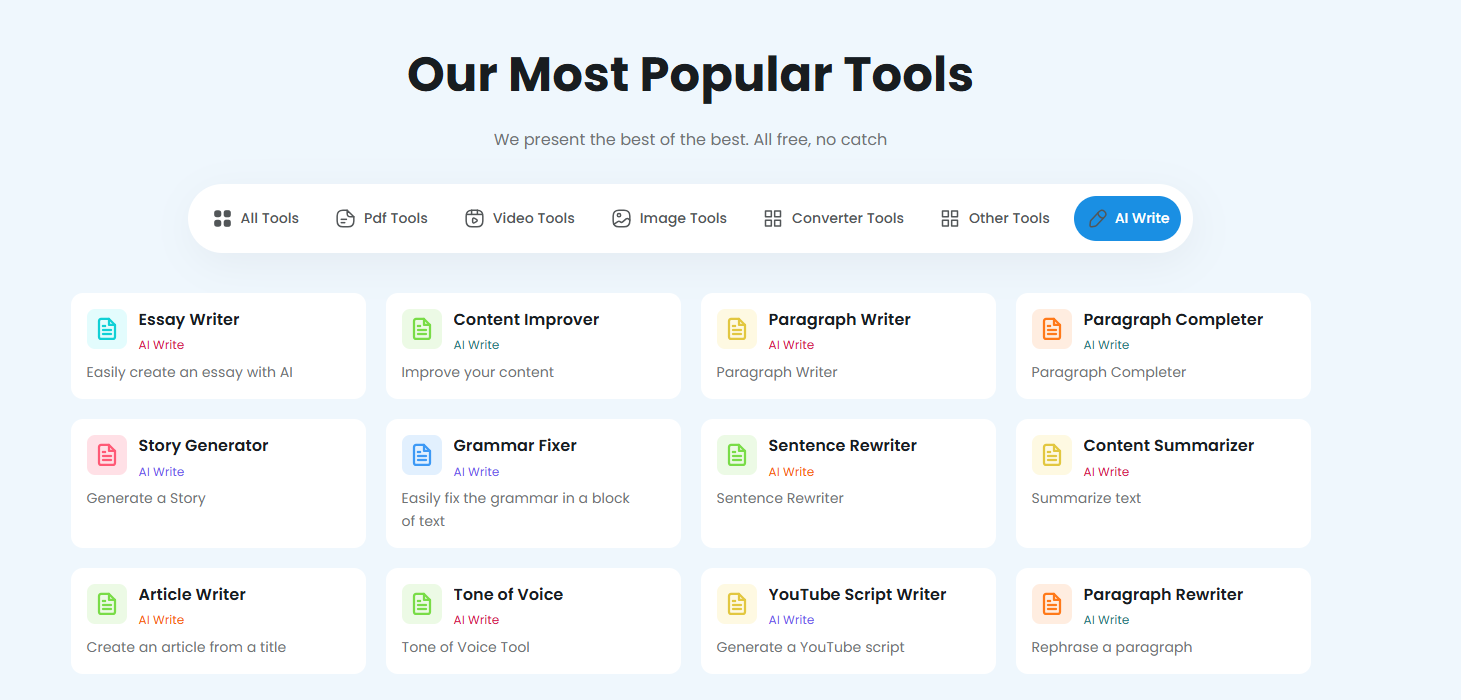 Our Most Popular Tools
We present the best of the best. All free, no catch
All Tools
Pdf Tools
Video Tools
Image Tools
Converter Tools
Other Tools
AI Write
Essay Writer
AI Write
Easily create an essay with AI
Content Improver
AI Write
Improve your content
Paragraph Writer
AI Write
Paragraph Writer
Paragraph Completer
AI Write
Paragraph Completer
Story Generator
AI Write
Generate a Story
Grammar Fixer
AI Write
Easily fix the grammar in a block
of text
Sentence Rewriter
AI Write
Sentence Rewriter
Content Summarizer
AI Write
Summarize text
Article Writer
AI Write
Create an article from a title
Tone of Voice
AI Write
Tone of Voice Tool
YouTube Script Writer
AI Write
Generate a YouTube script
Paragraph Rewriter
AI Write
Rephrase a paragraph